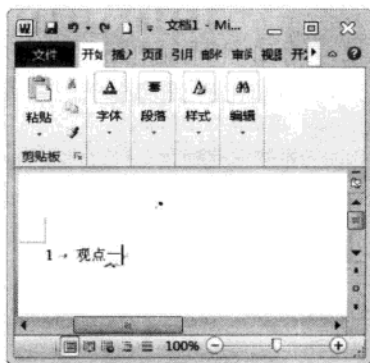 W 文档1 - Mi...
文件 开始 插入 页面 引用 邮件 审阅 视图 开
粘贴 字体 段落 样式 编辑
剪贴板
1 → 观点一
100%